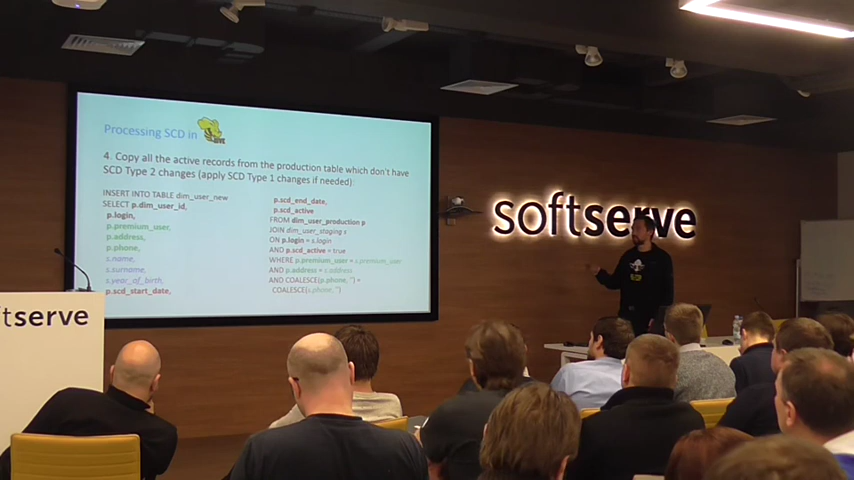 Processing SCD in HIVE
4. Copy all the active records from the production table which don't have
SCD Type 2 changes (apply SCD Type 1 changes if needed):
INSERT INTO TABLE dim_user_new
SELECT p.dim_user_id,
p.login,
p.premium_user,
p.address,
p.phone,
s.name,
s.surname,
s.year_of_birth,
p.scd_start_date,
p.scd_end_date,
p.scd_active
FROM dim_user_production p
JOIN dim_user_staging s
ON p.login = s.login
AND p.scd_active = true
WHERE p.premium_user = s.premium_user
AND p.address = s.address
AND COALESCE(p.phone, '') =
COALESCE(s.phone, '')
softserve
ftserve